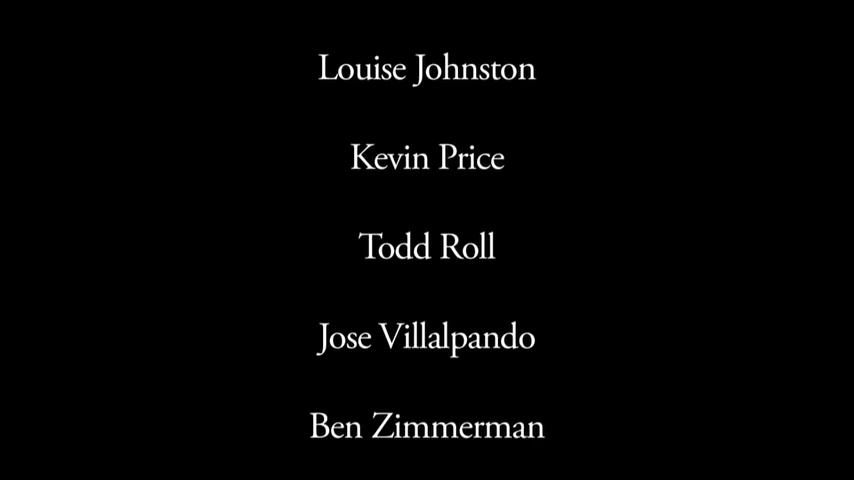 Louise Johnston
Kevin Price
Todd Roll
Jose Villalpando
Ben Zimmerman